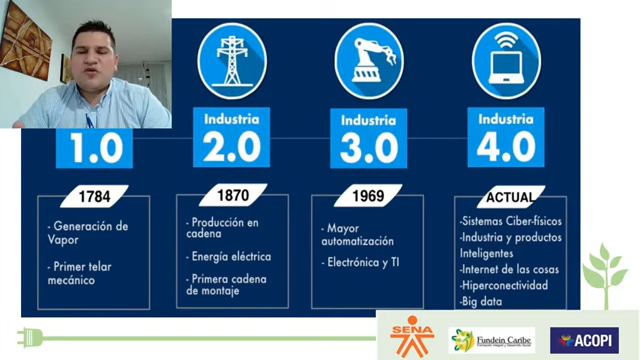 1.0
1784
- Generación de
Vapor
- Primer telar
mecánico
Industria
2.0
1870
- Producción en
cadena
- Energía eléctrica
- Primera cadena
de montaje
Industria
3.0
1969
- Mayor
automatización
- Electrónica y TI
Industria
4.0
ACTUAL
-Sistemas Ciber-físicos
-Industria y productos
Inteligentes
-Internet de las cosas
-Hiperconectividad
-Big data
SENA
Fundein Caribe
ACOPI